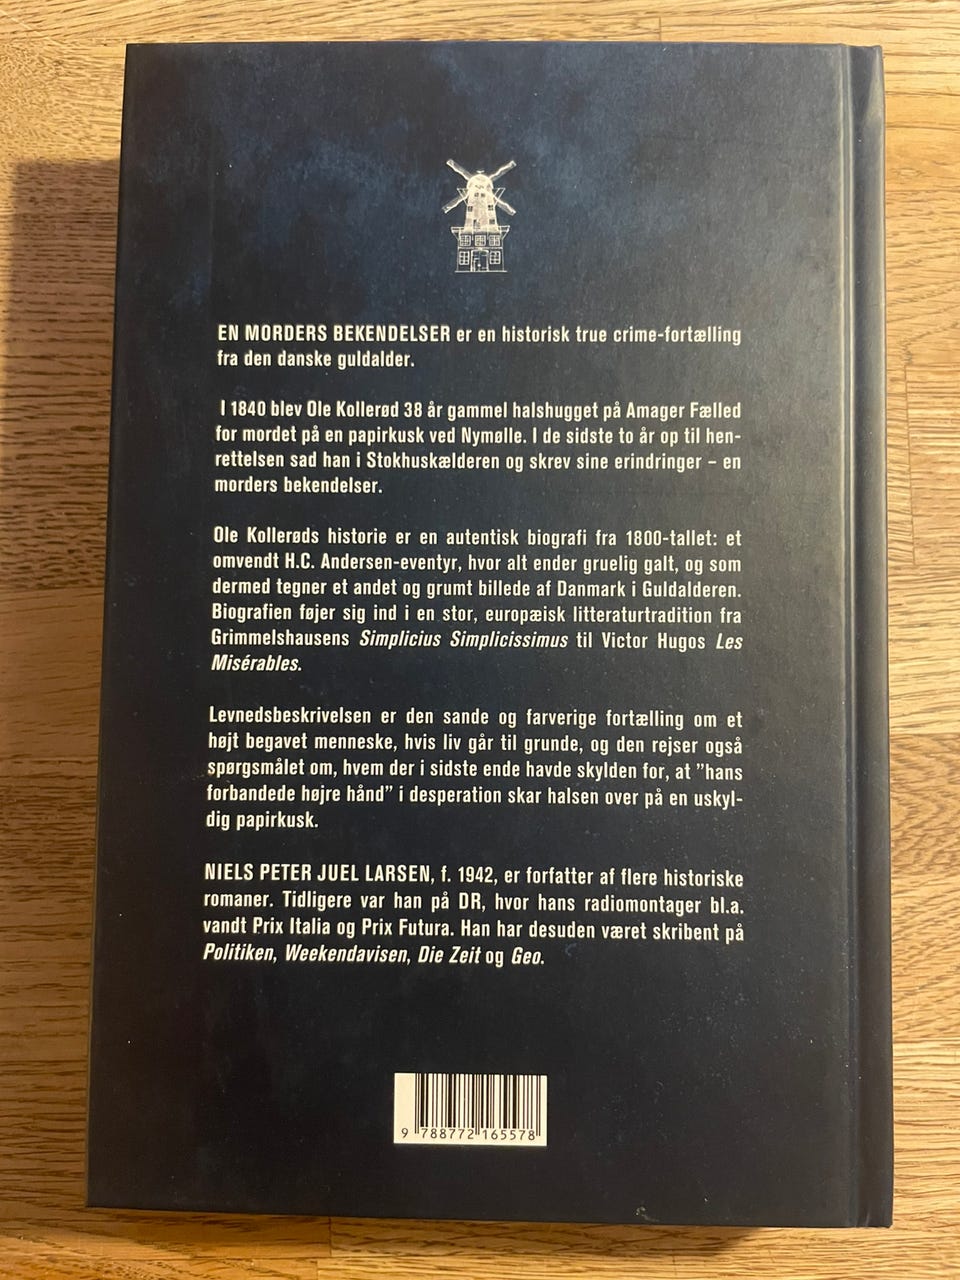 EN MORDERS BEKENDELSER er en historisk true crime-fortælling
fra den danske guldalder.
I 1840 blev Ole Kollerød 38 år gammel halshugget på Amager Fælled
for mordet på en papirkusk ved Nymølle. I de sidste to år op til hen-
rettelsen sad han i Stokhuskælderen og skrev sine erindringer – en
morders bekendelser.
Ole Kollerøds historie er en autentisk biografi fra 1800-tallet: et
omvendt H.C. Andersen-eventyr, hvor alt ender gruelig galt, og som
dermed tegner et andet og grumt billede af Danmark i Guldalderen.
Biografien føjer sig ind i en stor, europæisk litteraturtradition fra
Grimmelshausens Simplicius Simplicissimus til Victor Hugos Les
Misérables.
Levnedsbeskrivelsen er den sande og farverige fortælling om et
højt begavet menneske, hvis liv går til grunde, og den rejser også
spørgsmålet om, hvem der i sidste ende havde skylden for, at ”hans
forbandede højre hånd” i desperation skar halsen over på en uskyl-
dig papirkusk.
NIELS PETER JUEL LARSEN, f. 1942, er forfatter af flere historiske
romaner. Tidligere var han på DR, hvor hans radiomontager bl.a.
vandt Prix Italia og Prix Futura. Han har desuden været skribent på
Politiken, Weekendavisen, Die Zeit og Geo.
9 788772 165578